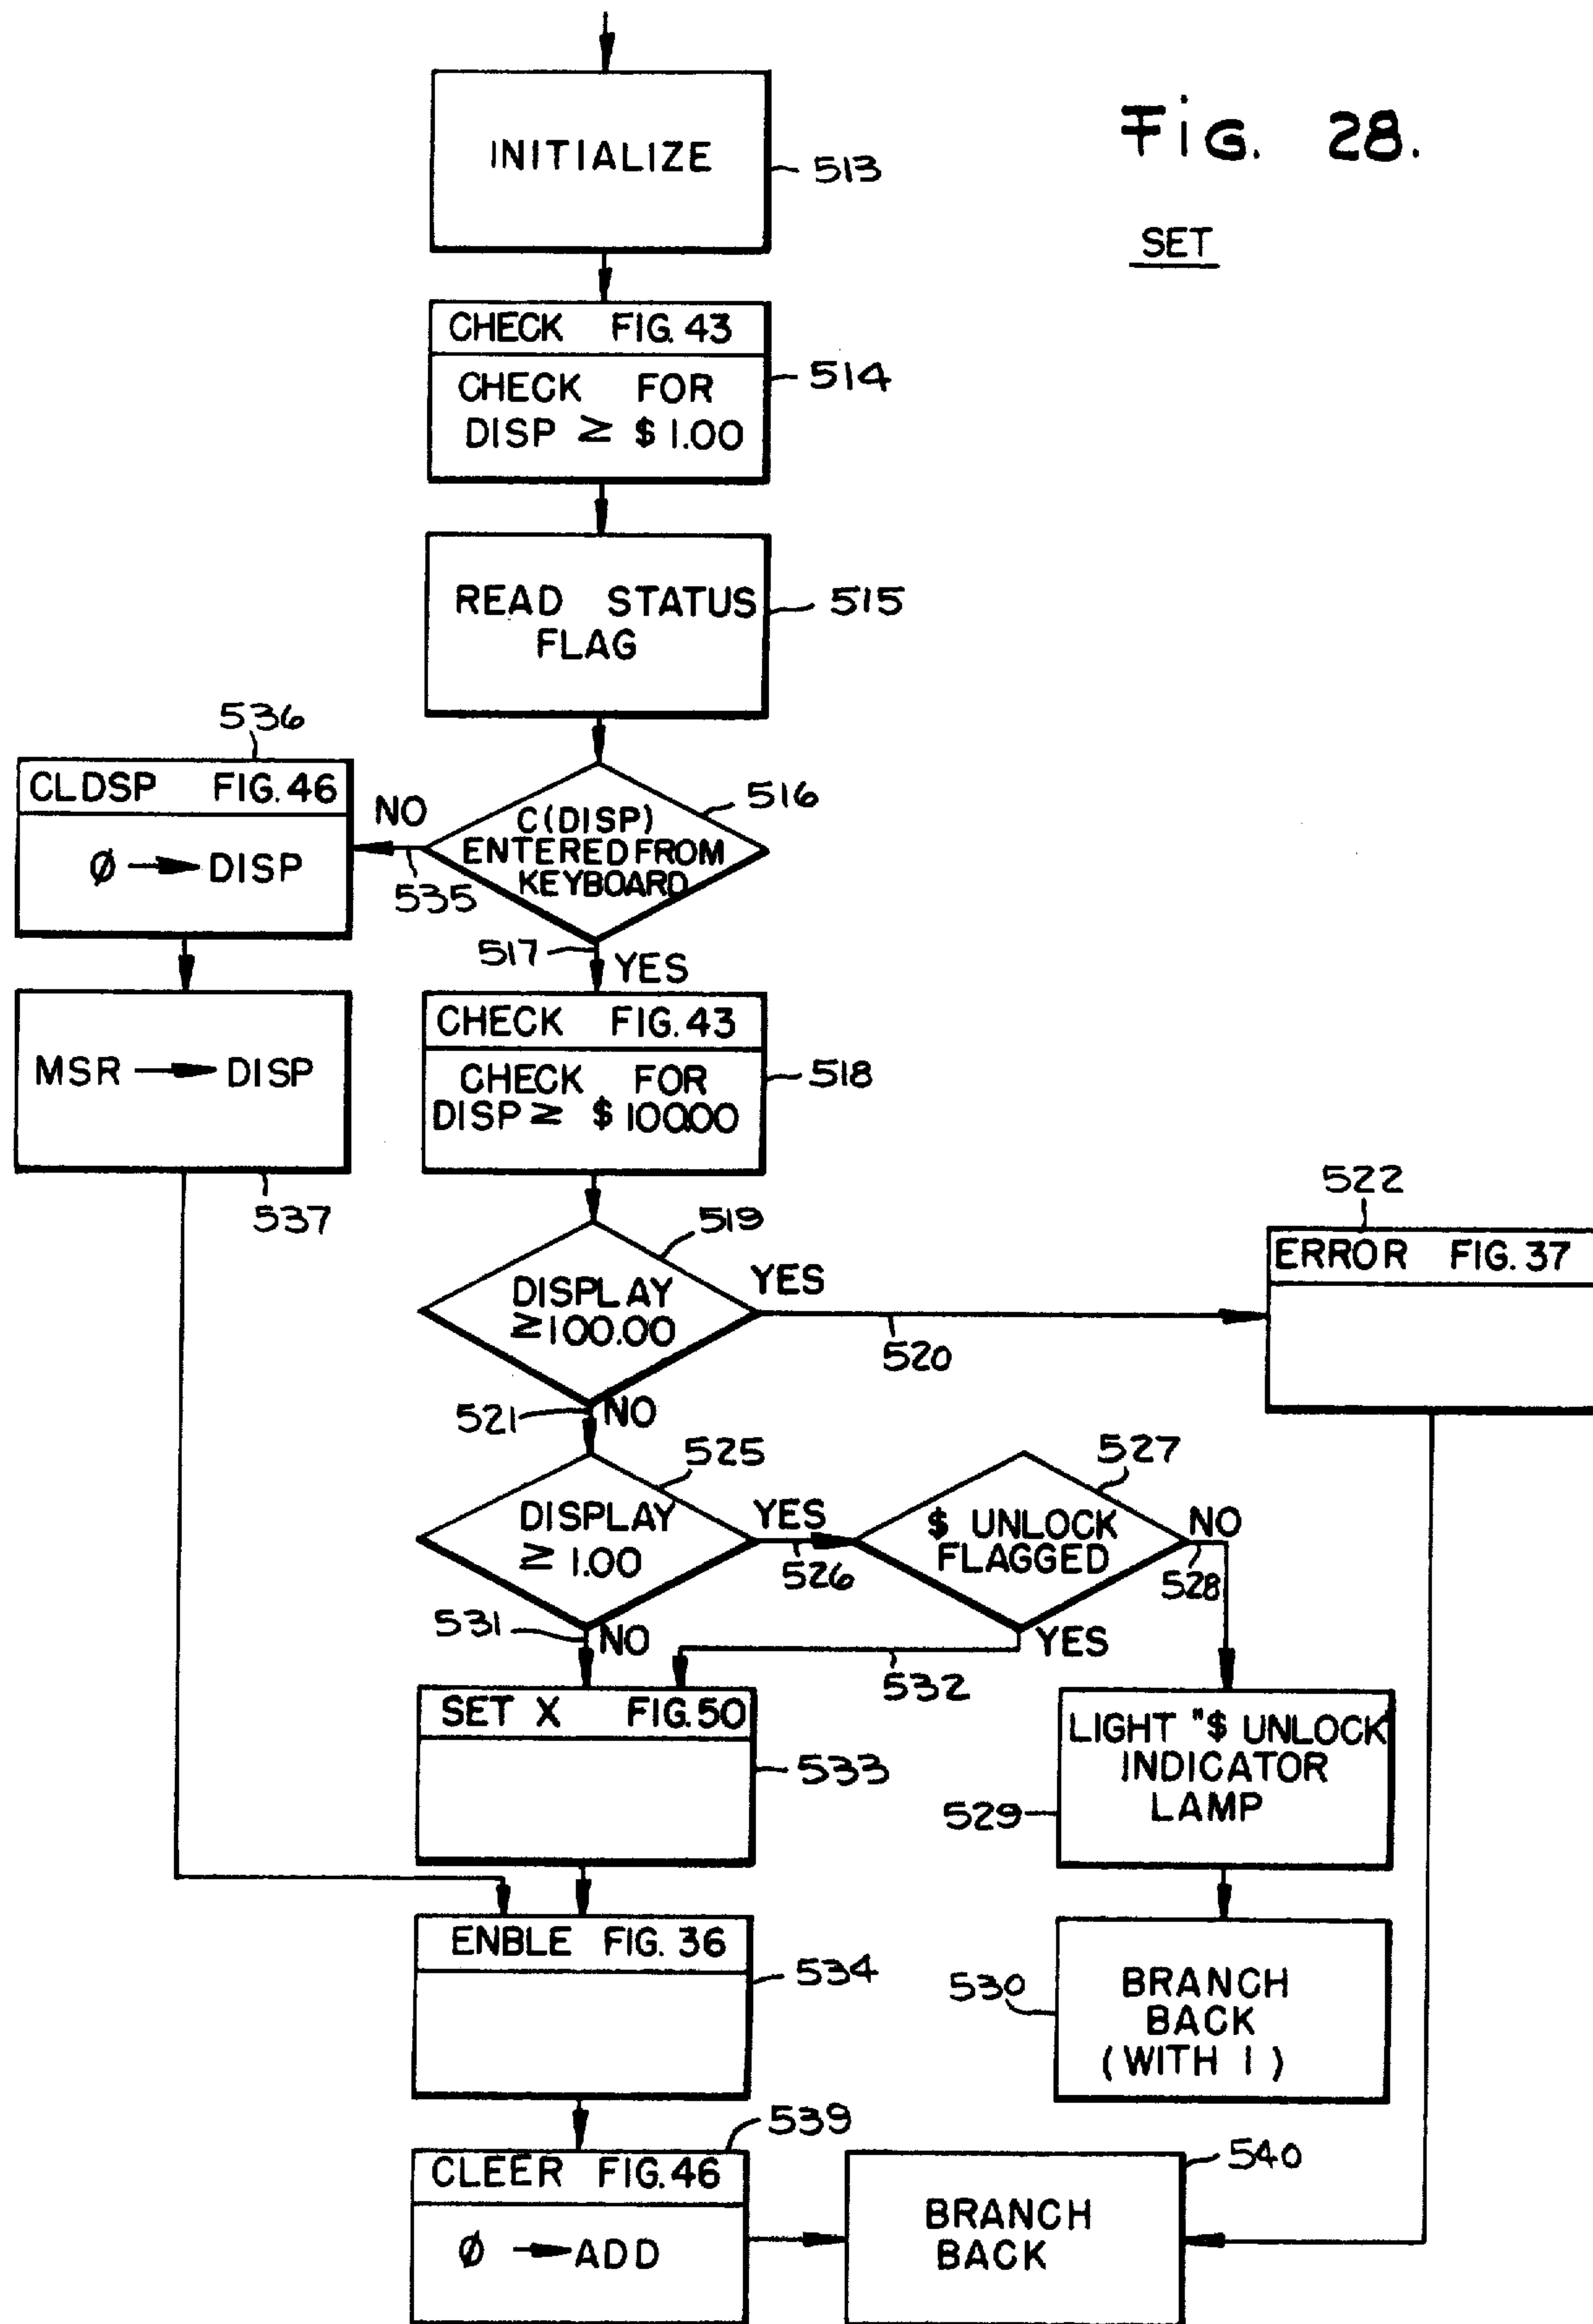 Fig. 28.
SET
INITIALIZE
513
CHECK FIG. 43
CHECK FOR
DISP ≥ $ 1.00
514
READ STATUS
FLAG
515
536
CLDSP FIG. 46
Ø → DISP
NO
535
C(DISP)
ENTERED FROM
KEYBOARD
516
517
YES
MSR → DISP
537
CHECK FIG. 43
CHECK FOR
DISP ≥ $ 100.00
518
519
DISPLAY
≥100.00
YES
520
522
ERROR FIG. 37
521
NO
525
DISPLAY
≥ 1.00
YES
526
527
$ UNLOCK
FLAGGED
NO
528
531
NO
YES
532
SET X FIG. 50
533
LIGHT "$ UNLOCK
INDICATOR
LAMP
529
ENBLE FIG. 36
534
530
BRANCH
BACK
(WITH 1)
539
CLEER FIG. 46
Ø → ADD
BRANCH
BACK
540